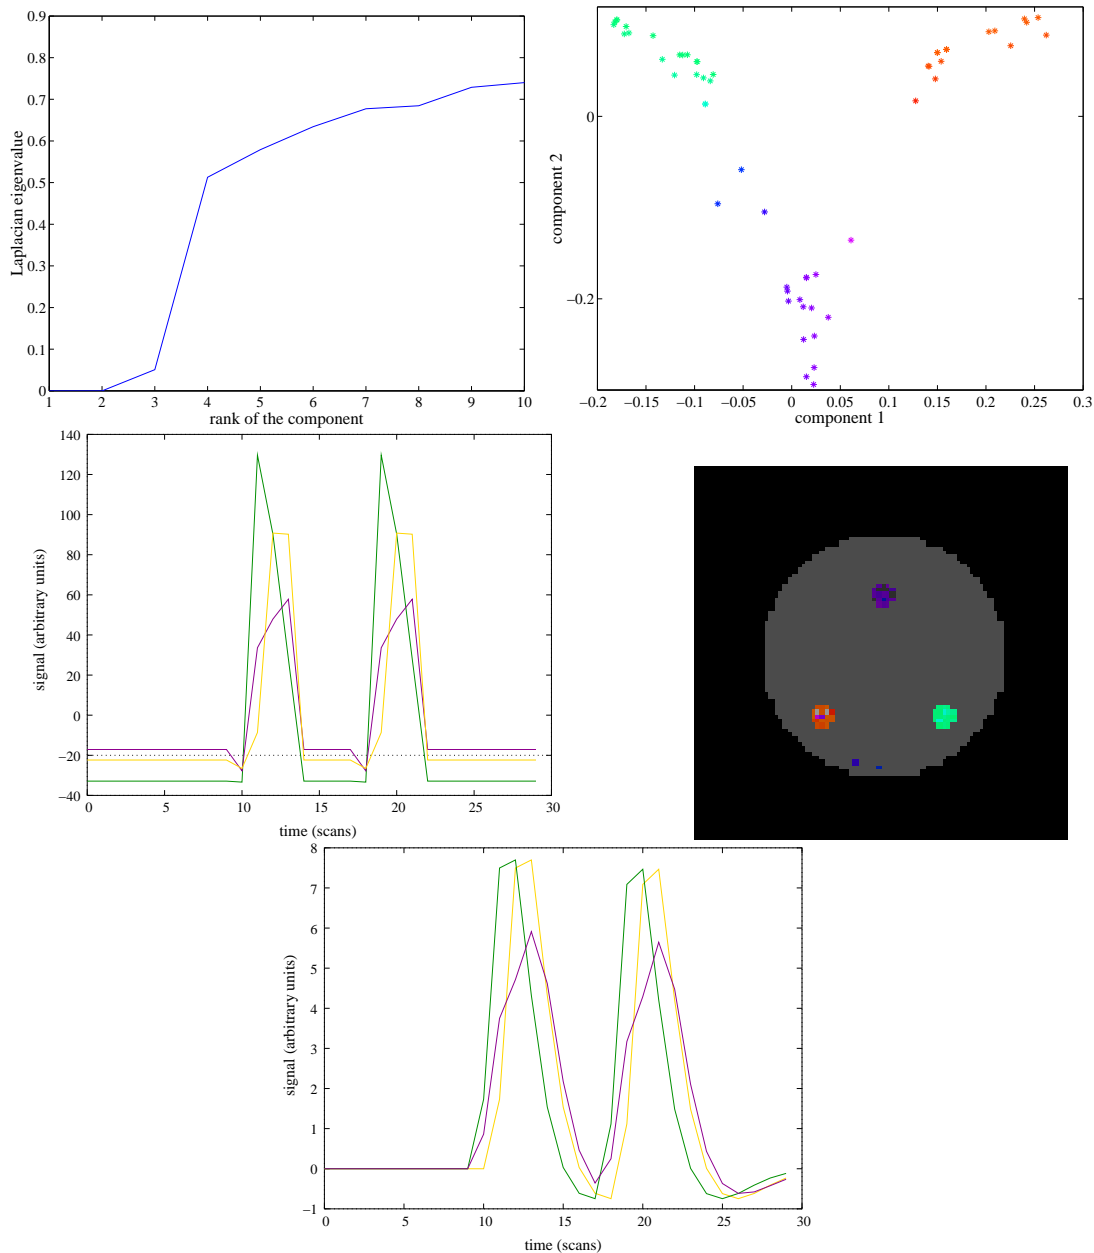 0.9
0.8
0.7
0.6
0.5
0.4
0.3
0.2
0.1
0
Laplacian eigenvalue
1 2 3 4 5 6 7 8 9 10
rank of the component
0
−0.2
component 2
−0.2 −0.15 −0.1 −0.05 0 0.05 0.1 0.15 0.2 0.25 0.3
component 1
140
120
100
80
60
40
20
0
−20
−40
signal (arbitrary units)
0 5 10 15 20 25 30
time (scans)
8
7
6
5
4
3
2
1
0
−1
signal (arbitrary units)
0 5 10 15 20 25 30
time (scans)